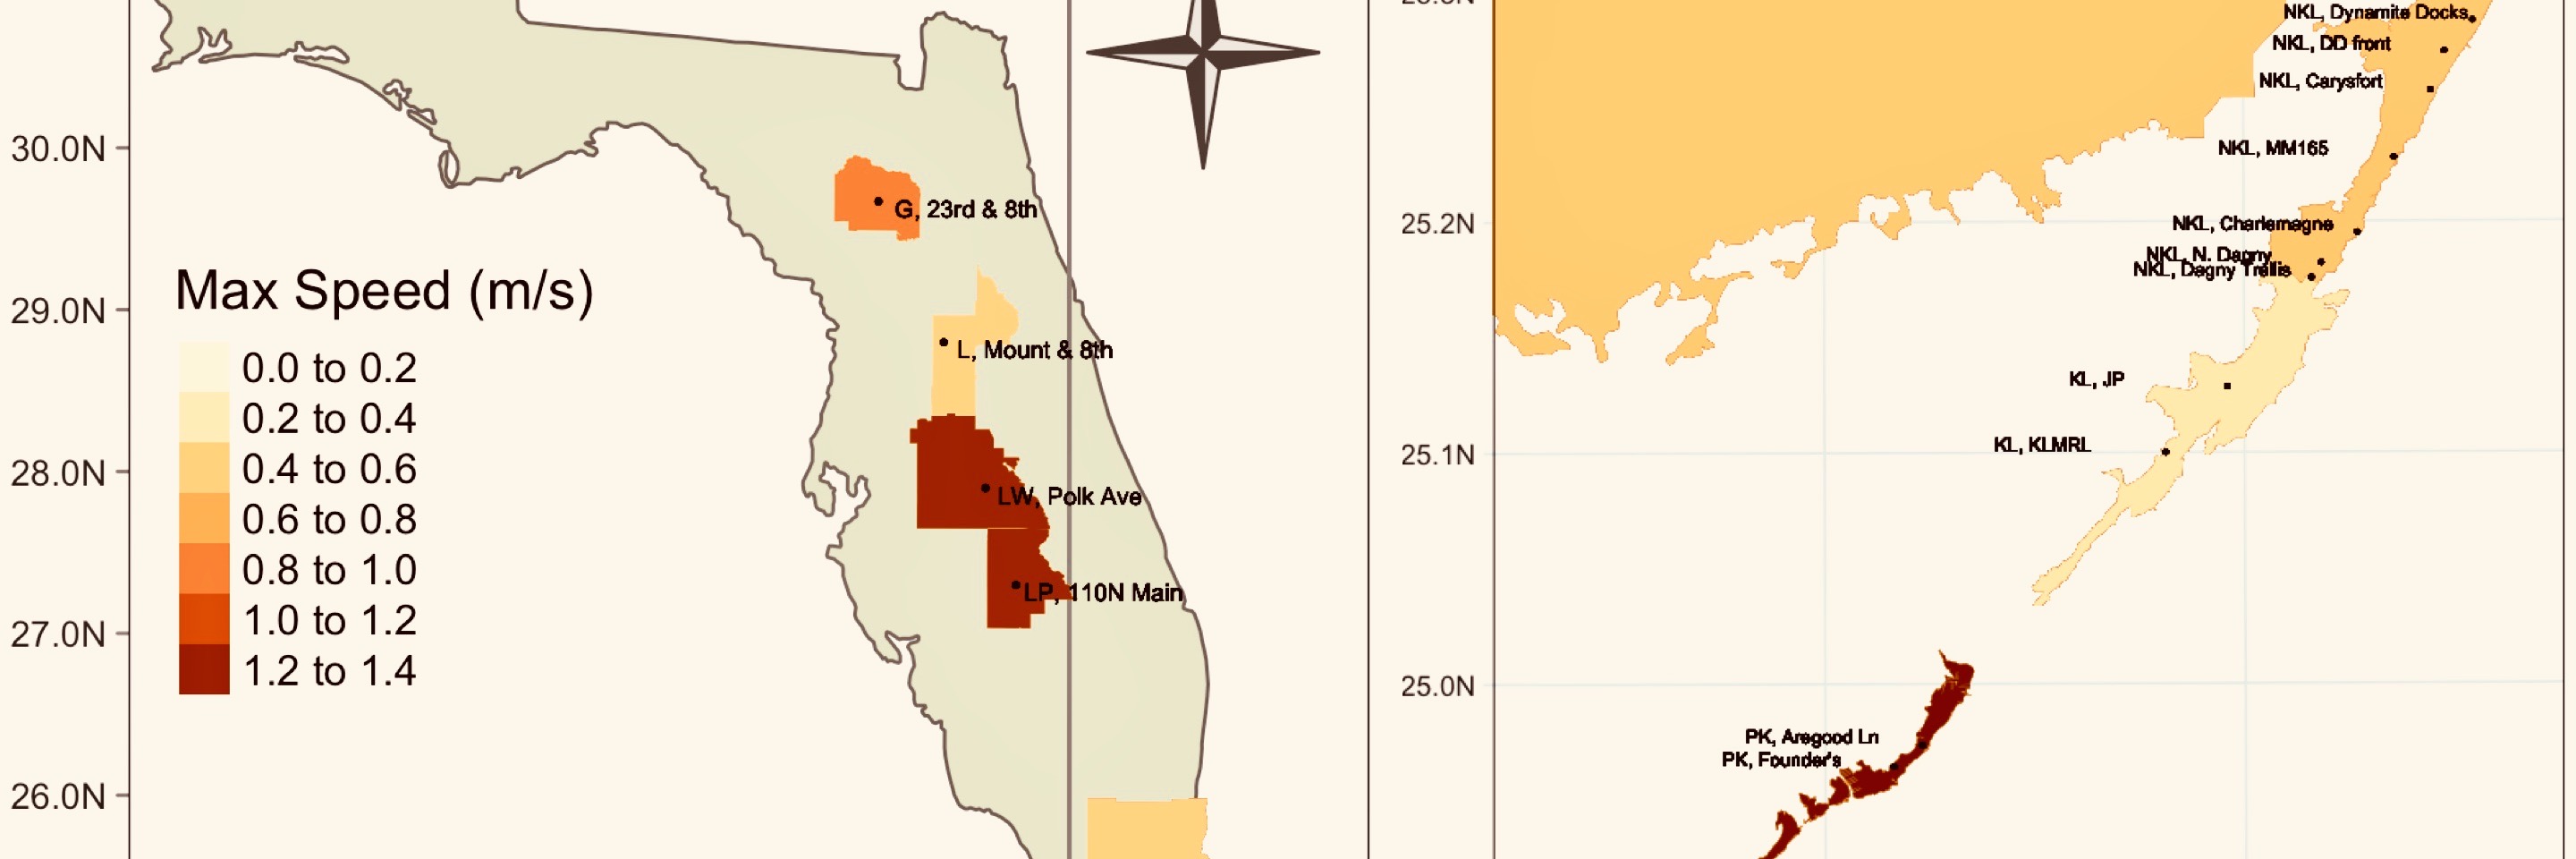 30.0N
29.0N
28.0N
27.0N
26.0N
G, 23rd & 8th
L, Mount & 8th
LW, Polk Ave
LP, 110N Main
Max Speed (m/s)
0.0 to 0.2
0.2 to 0.4
0.4 to 0.6
0.6 to 0.8
0.8 to 1.0
1.0 to 1.2
1.2 to 1.4
25.2N
25.1N
25.0N
NKL, Dynamite Docks
NKL, DD front
NKL, Carysfort
NKL, MM165
NKL, Charlemagne
NKL, N. Dagny
NKL, Dagny Trellis
KL, JP
KL, KLMRL
PK, Aregood Ln
PK, Founder's